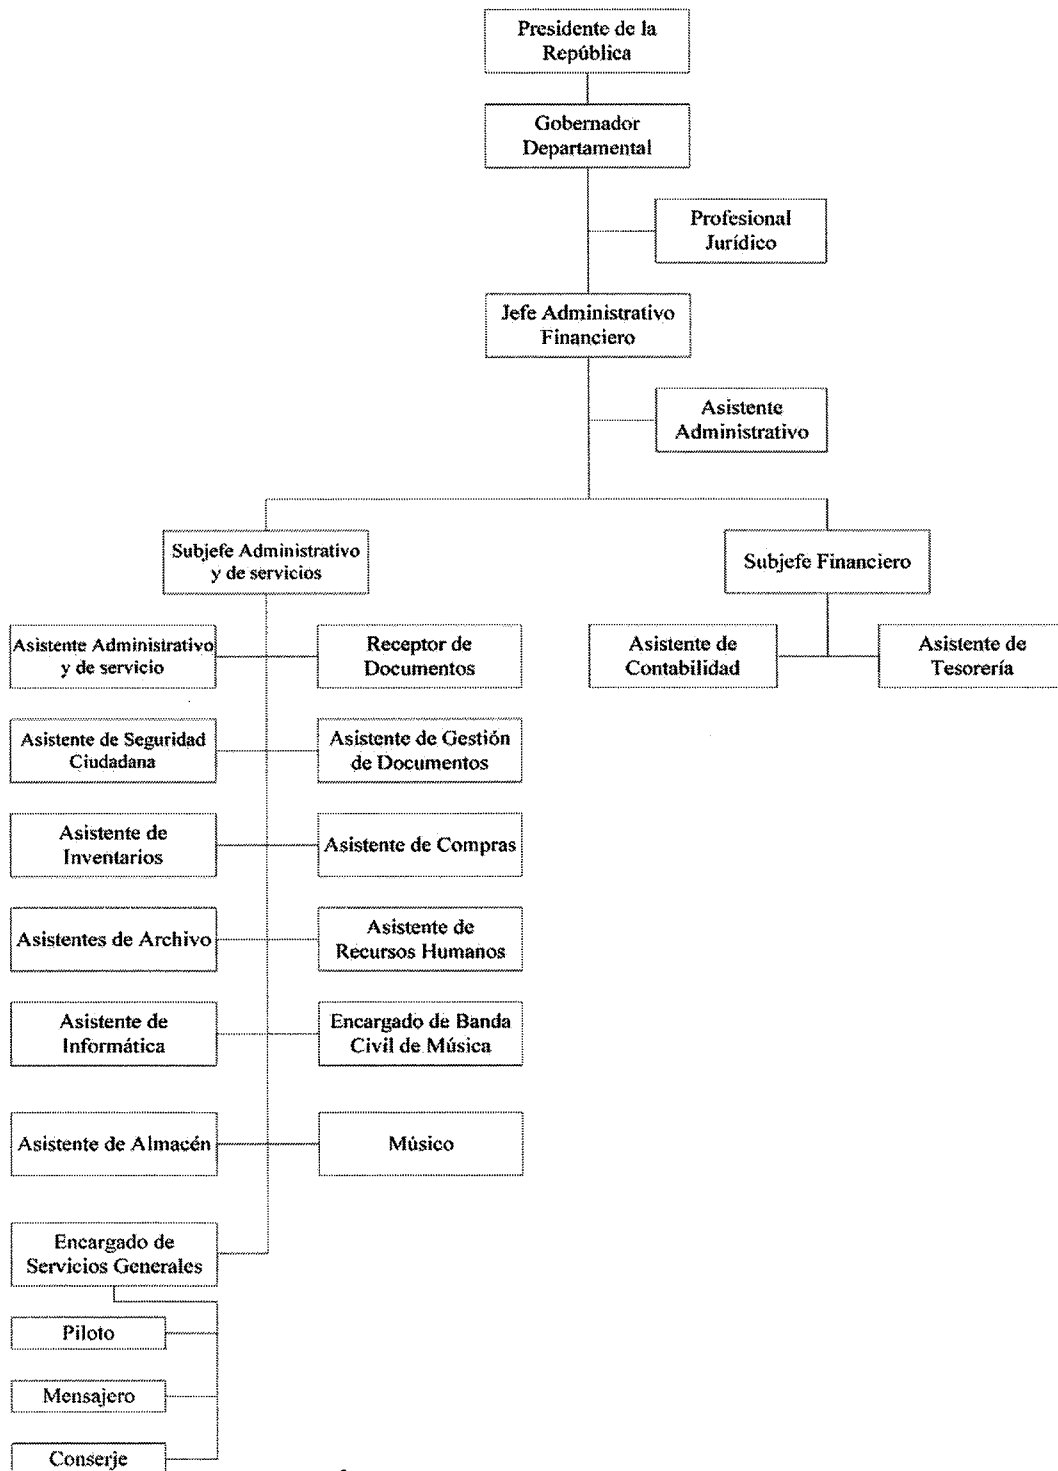 Presidente de la
República
Gobernador
Departamental
Profesional
Jurídico
Jefe Administrativo
Financiero
Asistente
Administrativo
Subjefe Administrativo
y de servicios
Subjefe Financiero
Asistente Administrativo
y de servicio
Receptor de
Documentos
Asistente de
Contabilidad
Asistente de
Tesorería
Asistente de Seguridad
Ciudadana
Asistente de Gestión
de Documentos
Asistente de
Inventarios
Asistente de Compras
Asistentes de Archivo
Asistente de
Recursos Humanos
Asistente de
Informática
Encargado de Banda
Civil de Música
Asistente de Almacén
Músico
Encargado de
Servicios Generales
Piloto
Mensajero
Conserje